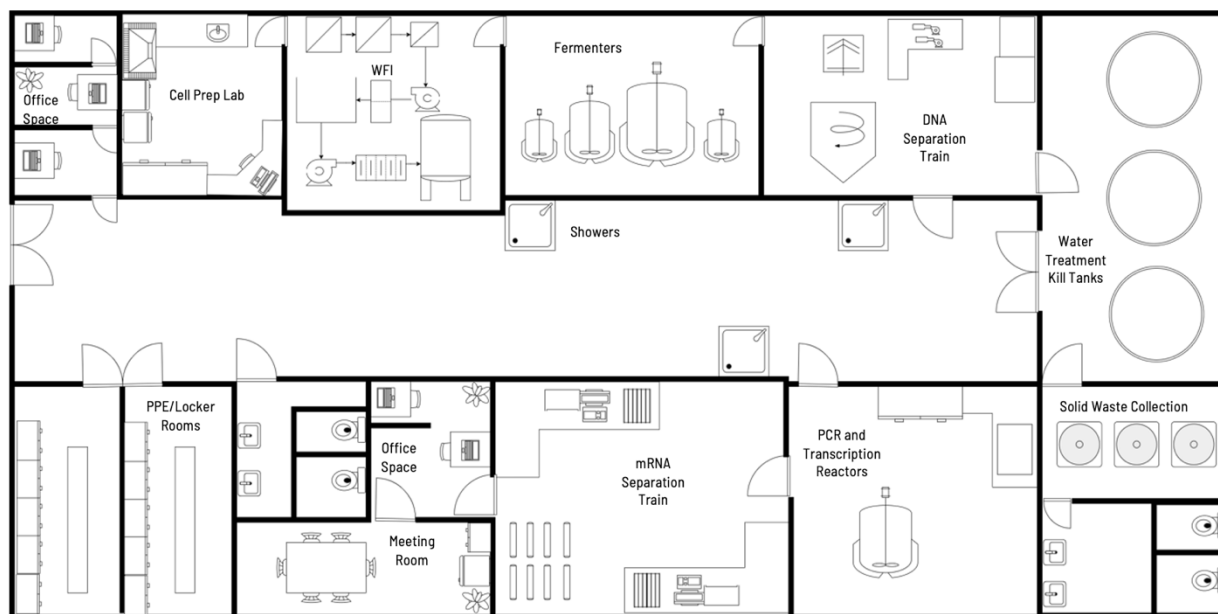 Office
Space
Cell Prep Lab
WFI
Fermenters
DNA
Separation
Train
Showers
Water
Treatment
Kill Tanks
PPE/Locker
Rooms
Office
Space
mRNA
Separation
Train
PCR and
Transcription
Reactors
Solid Waste Collection
Meeting
Room